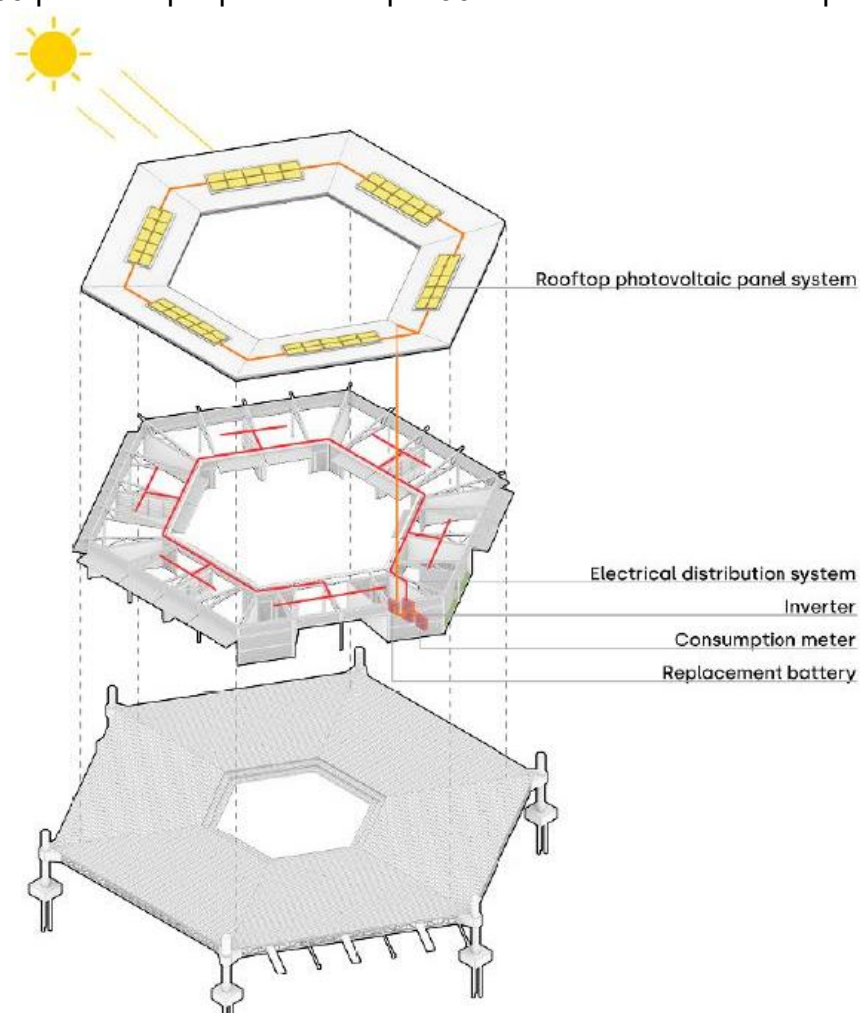 Rooftop photovoltaic panel system
Electrical distribution system
Inverter
Consumption meter
Replacement battery